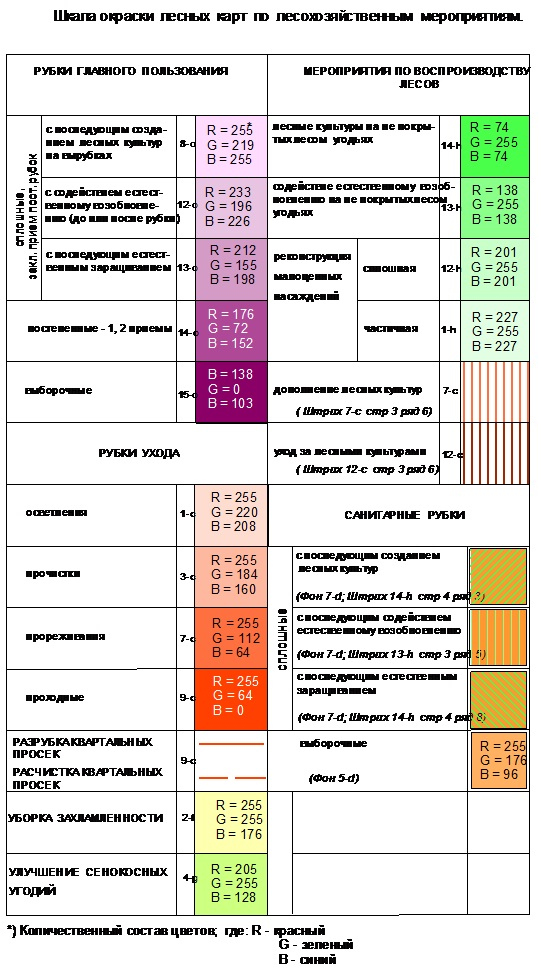 Шкала окраски лесных карт по лесохозяйственным мероприятиям.
РУБКИ ГЛАВНОГО ПОЛЬЗОВАНИЯ
МЕРОПРИЯТИЯ ПО ВОСПРОИЗВОДСТВУ
ЛЕСОВ
сплошные,
закл. прием пост. рубок
с последующим созда-
нием лесных культур
на вырубках
8-c
R = 255*
G = 219
B = 255
лесные культуры на не покры-
тых лесом угодьях
14-h
R = 74
G = 255
B = 74
с содействием естест-
венному возобновле-
нию (до или после рубки)
12-c
R = 233
G = 196
B = 226
содействие естественному возоб-
новлению на не покрытых лесом
угодьях
13-h
R = 138
G = 255
B = 138
с последующим естест-
венным заращиванием
13-c
R = 212
G = 155
B = 198
реконструкция
малоценных
насаждений
сплошная
12-h
R = 201
G = 255
B = 201
постепенные - 1, 2 приемы
14-c
R = 176
G = 72
B = 152
частичная
1-h
R = 227
G = 255
B = 227
выборочные
15-c
B = 138
G = 0
B = 103
дополнение лесных культур
( Штрих 7-с стр 3 ряд 6)
7-c
РУБКИ УХОДА
уход за лесными культурами
( Штрих 12-с стр 3 ряд 6)
12-c
осветления
1-c
R = 255
G = 220
B = 208
САНИТАРНЫЕ РУБКИ
прочистки
3-c
R = 255
G = 184
B = 160
сплошные
с последующим созданием
лесных культур
(Фон 7-d; Штрих 14-h стр 4 ряд 3)
прореживания
7-c
R = 255
G = 112
B = 64
с последующим содействием
естественному возобновлению
(Фон 7-d; Штрих 13-h стр 3 ряд 5)
проходные
9-c
R = 255
G = 64
B = 0
с последующим естественным
заращиванием
(Фон 7-d; Штрих 14-h стр 4 ряд 8)
РАЗРУБКА КВАРТАЛЬНЫХ
ПРОСЕК
РАСЧИСТКА КВАРТАЛЬНЫХ
ПРОСЕК
9-c
выборочные
(Фон 5-d)
R = 255
G = 176
B = 96
УБОРКА ЗАХЛАМЛЕННОСТИ
2-f
R = 255
G = 255
B = 176
УЛУЧШЕНИЕ СЕНОКОСНЫХ
УГОДИЙ
4-g
R = 205
G = 255
B = 128
*) Количественный состав цветов; где: R - красный
G - зеленый
B - синий